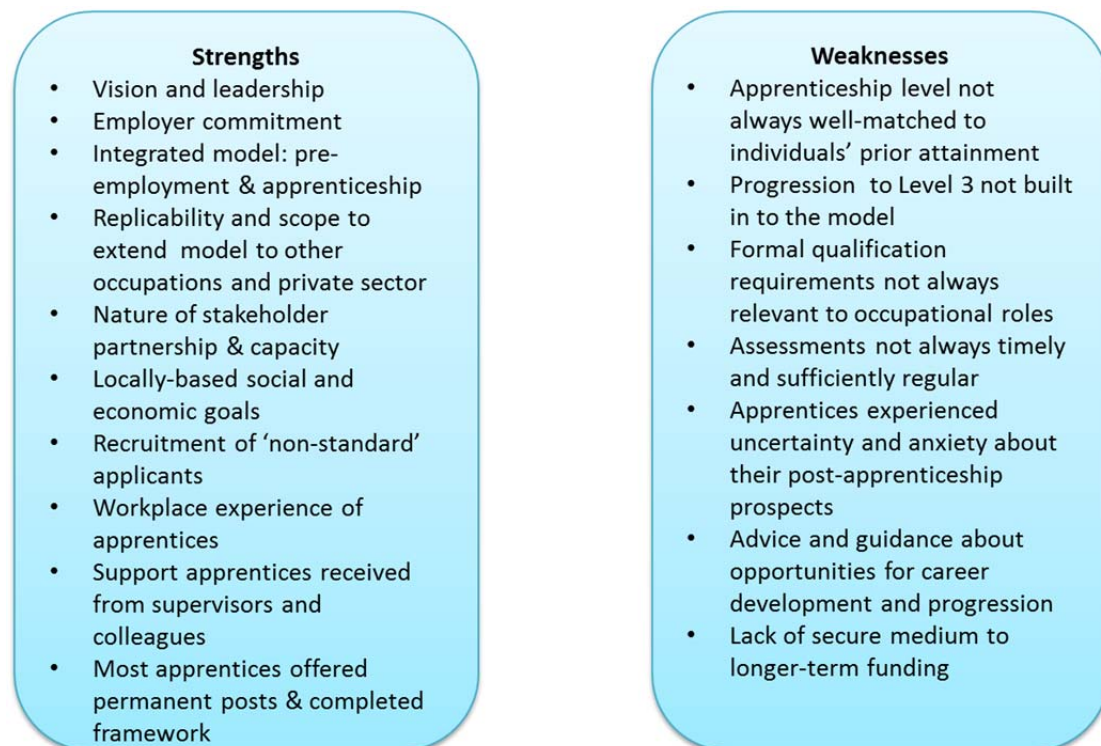 Strengths
• Vision and leadership
• Employer commitment
• Integrated model: pre-
employment & apprenticeship
• Replicability and scope to
extend model to other
occupations and private sector
• Nature of stakeholder
partnership & capacity
• Locally-based social and
economic goals
• Recruitment of ‘non-standard’
applicants
• Workplace experience of
apprentices
• Support apprentices received
from supervisors and
colleagues
• Most apprentices offered
permanent posts & completed
framework
Weaknesses
• Apprenticeship level not
always well-matched to
individuals’ prior attainment
• Progression to Level 3 not built
in to the model
• Formal qualification
requirements not always
relevant to occupational roles
• Assessments not always timely
and sufficiently regular
• Apprentices experienced
uncertainty and anxiety about
their post-apprenticeship
prospects
• Advice and guidance about
opportunities for career
development and progression
• Lack of secure medium to
longer-term funding